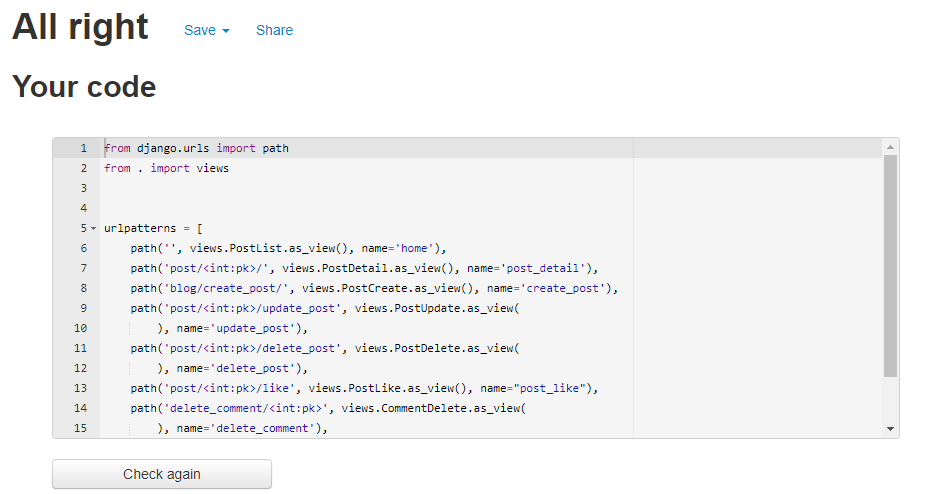 All right Save Share
Your code
1 from django.urls import path
2 from . import views
3
4
5 urlpatterns = [
6     path('', views.PostList.as_view(), name='home'),
7     path('post/<int:pk>/', views.PostDetail.as_view(), name='post_detail'),
8     path('blog/create_post/', views.PostCreate.as_view(), name='create_post'),
9     path('post/<int:pk>/update_post', views.PostUpdate.as_view(
10         ), name='update_post'),
11     path('post/<int:pk>/delete_post', views.PostDelete.as_view(
12         ), name='delete_post'),
13     path('post/<int:pk>/like', views.PostLike.as_view(), name="post_like"),
14     path('delete_comment/<int:pk>', views.CommentDelete.as_view(
15         ), name='delete_comment'),
Check again